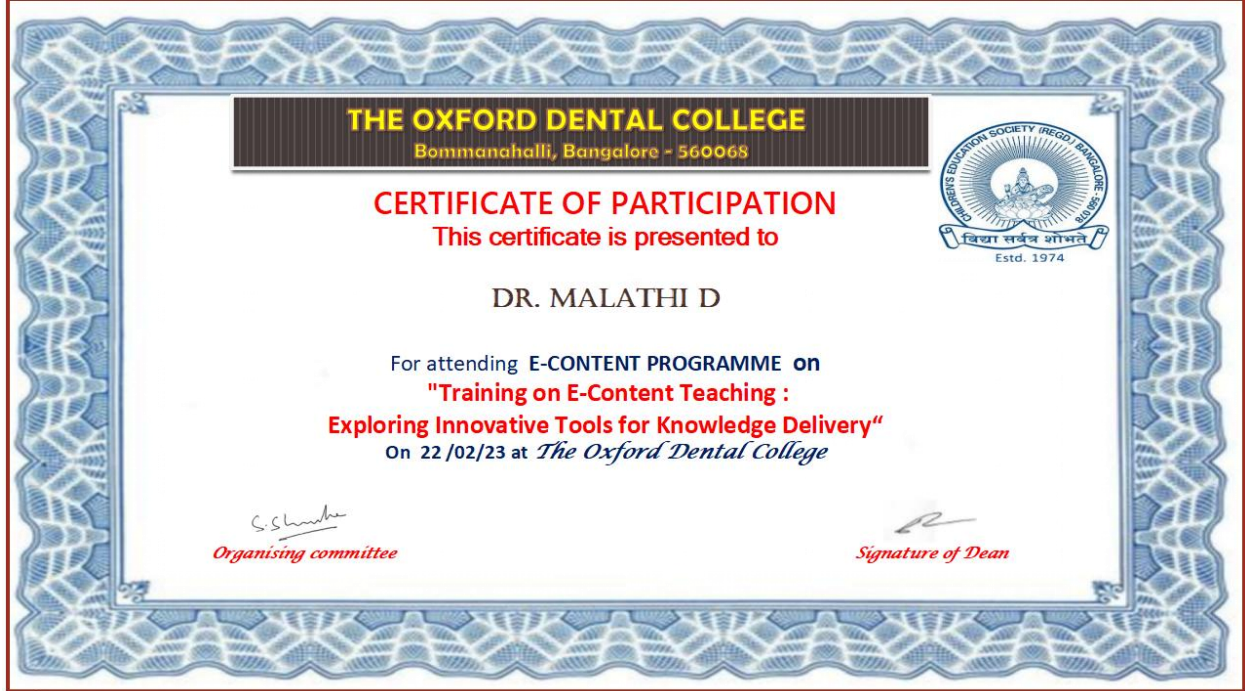 THE OXFORD DENTAL COLLEGE
Bommanahalli, Bangalore - 560068
CHILDREN'S EDUCATION SOCIETY (REGD.) BANGALORE - 560 078
विद्या सर्वत्र शोभते
Estd. 1974
CERTIFICATE OF PARTICIPATION
This certificate is presented to
DR. MALATHI D
For attending E-CONTENT PROGRAMME on
"Training on E-Content Teaching :
Exploring Innovative Tools for Knowledge Delivery“
On 22 /02/23 at The Oxford Dental College
Organising committee
Signature of Dean